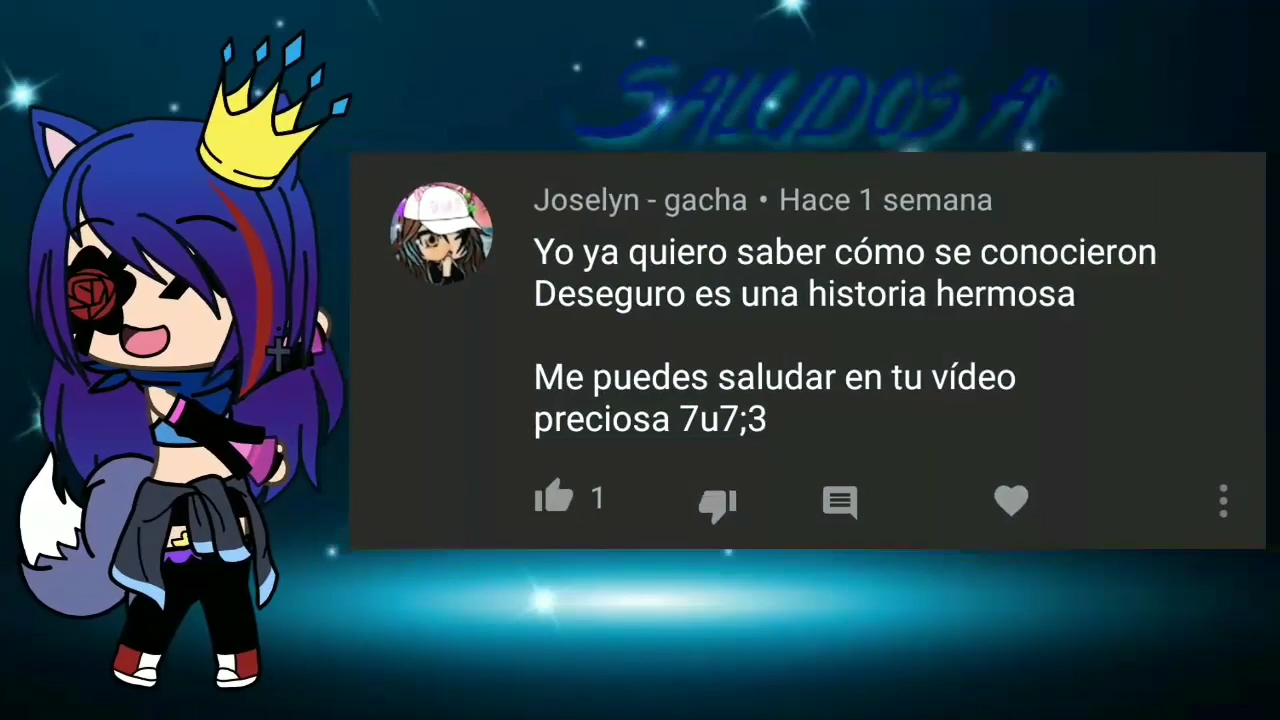 SALUDOS A
Joselyn - gacha • Hace 1 semana
Yo ya quiero saber cómo se conocieron
Deseguro es una historia hermosa
Me puedes saludar en tu vídeo
preciosa 7u7;3
1